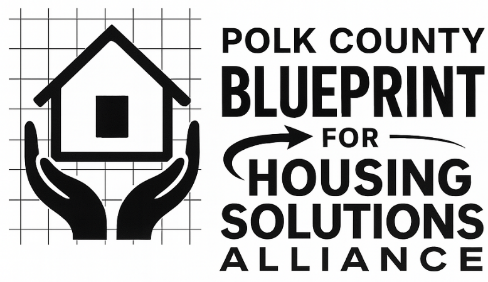 POLK COUNTY
BLUEPRINT
FOR
HOUSING
SOLUTIONS
ALLIANCE